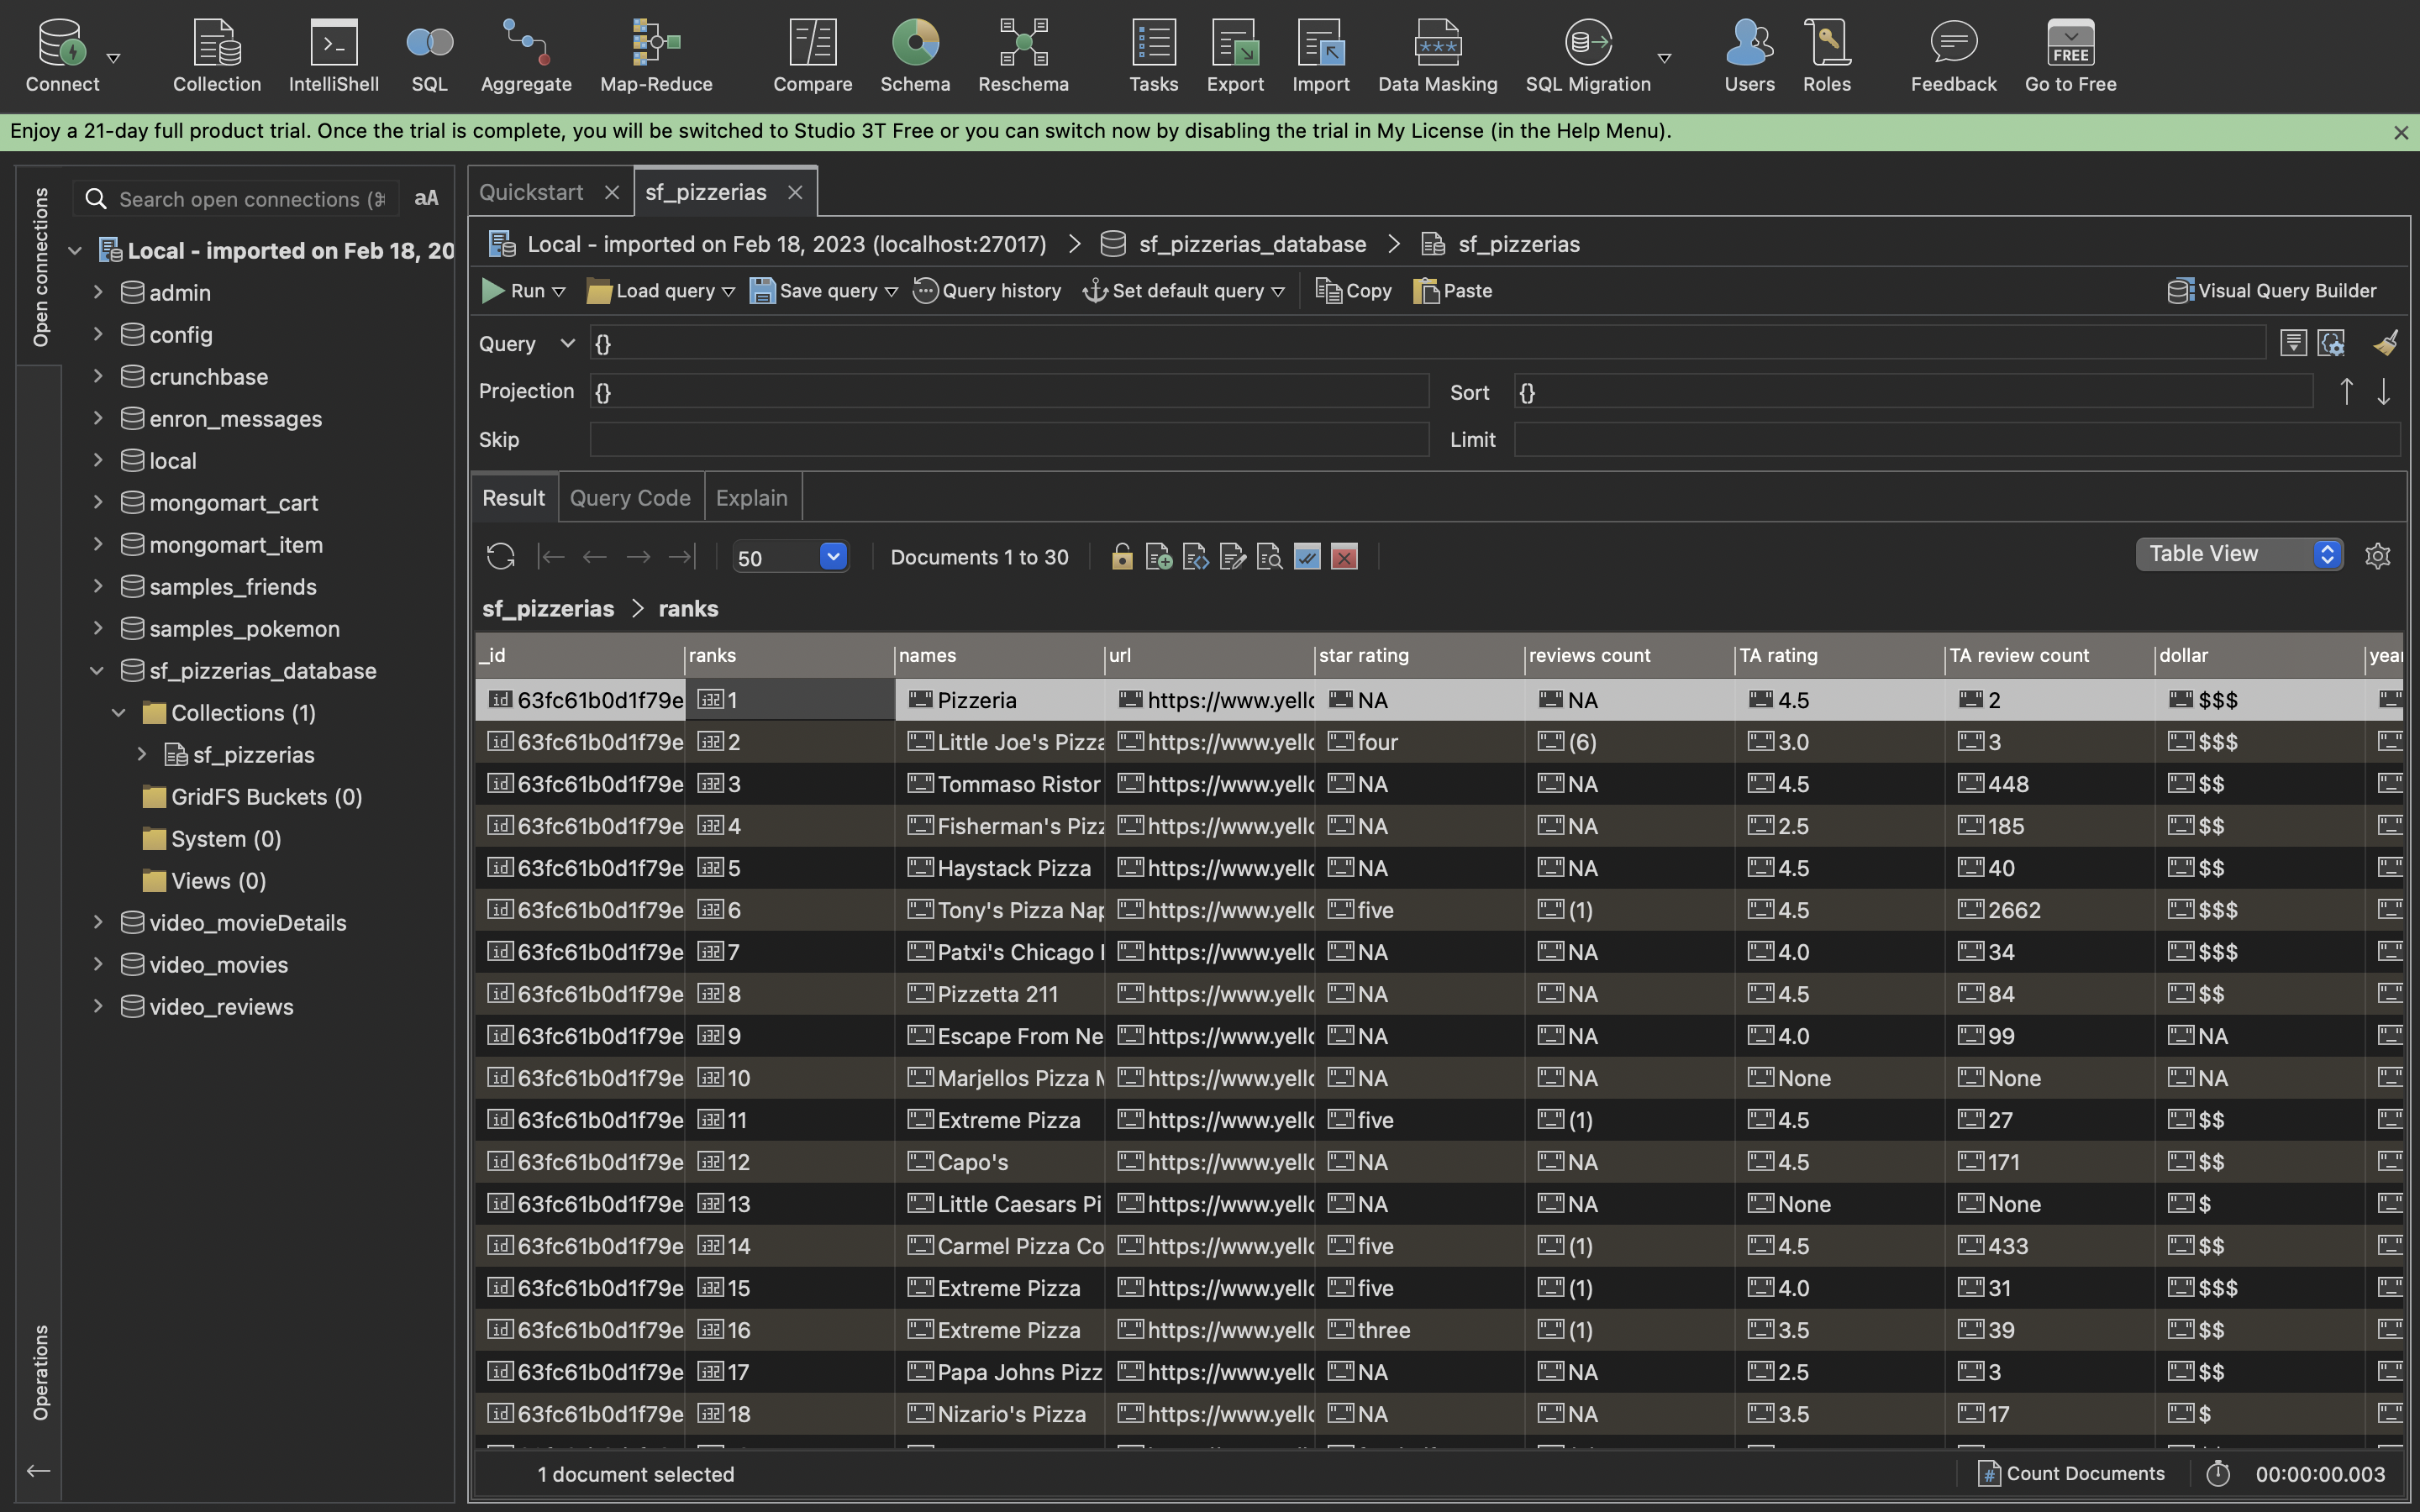 Connect Collection IntelliShell SQL Aggregate Map-Reduce Compare Schema Reschema Tasks Export Import Data Masking SQL Migration Users Roles Feedback Go to Free
Enjoy a 21-day full product trial. Once the trial is complete, you will be switched to Studio 3T Free or you can switch now by disabling the trial in My License (in the Help Menu).
Open connections
Search open connections (⌘ aA
Local - imported on Feb 18, 20
admin
config
crunchbase
enron_messages
local
mongomart_cart
mongomart_item
samples_friends
samples_pokemon
sf_pizzerias_database
Collections (1)
sf_pizzerias
GridFS Buckets (0)
System (0)
Views (0)
video_movieDetails
video_movies
video_reviews
Operations
Quickstart sf_pizzerias
Local - imported on Feb 18, 2023 (localhost:27017) > sf_pizzerias_database > sf_pizzerias
Run Load query Save query Query history Set default query Copy Paste Visual Query Builder
Query {}
Projection {} Sort {}
Skip Limit
Result Query Code Explain
50 Documents 1 to 30 Table View
sf_pizzerias > ranks
_id ranks names url star rating reviews count TA rating TA review count dollar year
63fc61b0d1f79e 1 Pizzeria https://www.yello NA NA 4.5 2 $$$
63fc61b0d1f79e 2 Little Joe's Pizza https://www.yello four (6) 3.0 3 $$$
63fc61b0d1f79e 3 Tommaso Ristor https://www.yello NA NA 4.5 448 $$
63fc61b0d1f79e 4 Fisherman's Pizz https://www.yello NA NA 2.5 185 $$
63fc61b0d1f79e 5 Haystack Pizza https://www.yello NA NA 4.5 40 $$
63fc61b0d1f79e 6 Tony's Pizza Nap https://www.yello five (1) 4.5 2662 $$$
63fc61b0d1f79e 7 Patxi's Chicago https://www.yello NA NA 4.0 34 $$$
63fc61b0d1f79e 8 Pizzetta 211 https://www.yello NA NA 4.5 84 $$
63fc61b0d1f79e 9 Escape From Ne https://www.yello NA NA 4.0 99 NA
63fc61b0d1f79e 10 Marjellos Pizza https://www.yello NA NA None None NA
63fc61b0d1f79e 11 Extreme Pizza https://www.yello five (1) 4.5 27 $$
63fc61b0d1f79e 12 Capo's https://www.yello NA NA 4.5 171 $$
63fc61b0d1f79e 13 Little Caesars Pi https://www.yello NA NA None None $
63fc61b0d1f79e 14 Carmel Pizza Co https://www.yello five (1) 4.5 433 $$
63fc61b0d1f79e 15 Extreme Pizza https://www.yello five (1) 4.0 31 $$$
63fc61b0d1f79e 16 Extreme Pizza https://www.yello three (1) 3.5 39 $$
63fc61b0d1f79e 17 Papa Johns Pizz https://www.yello NA NA 2.5 3 $$
63fc61b0d1f79e 18 Nizario's Pizza https://www.yello NA NA 3.5 17 $
1 document selected Count Documents 00:00:00.003